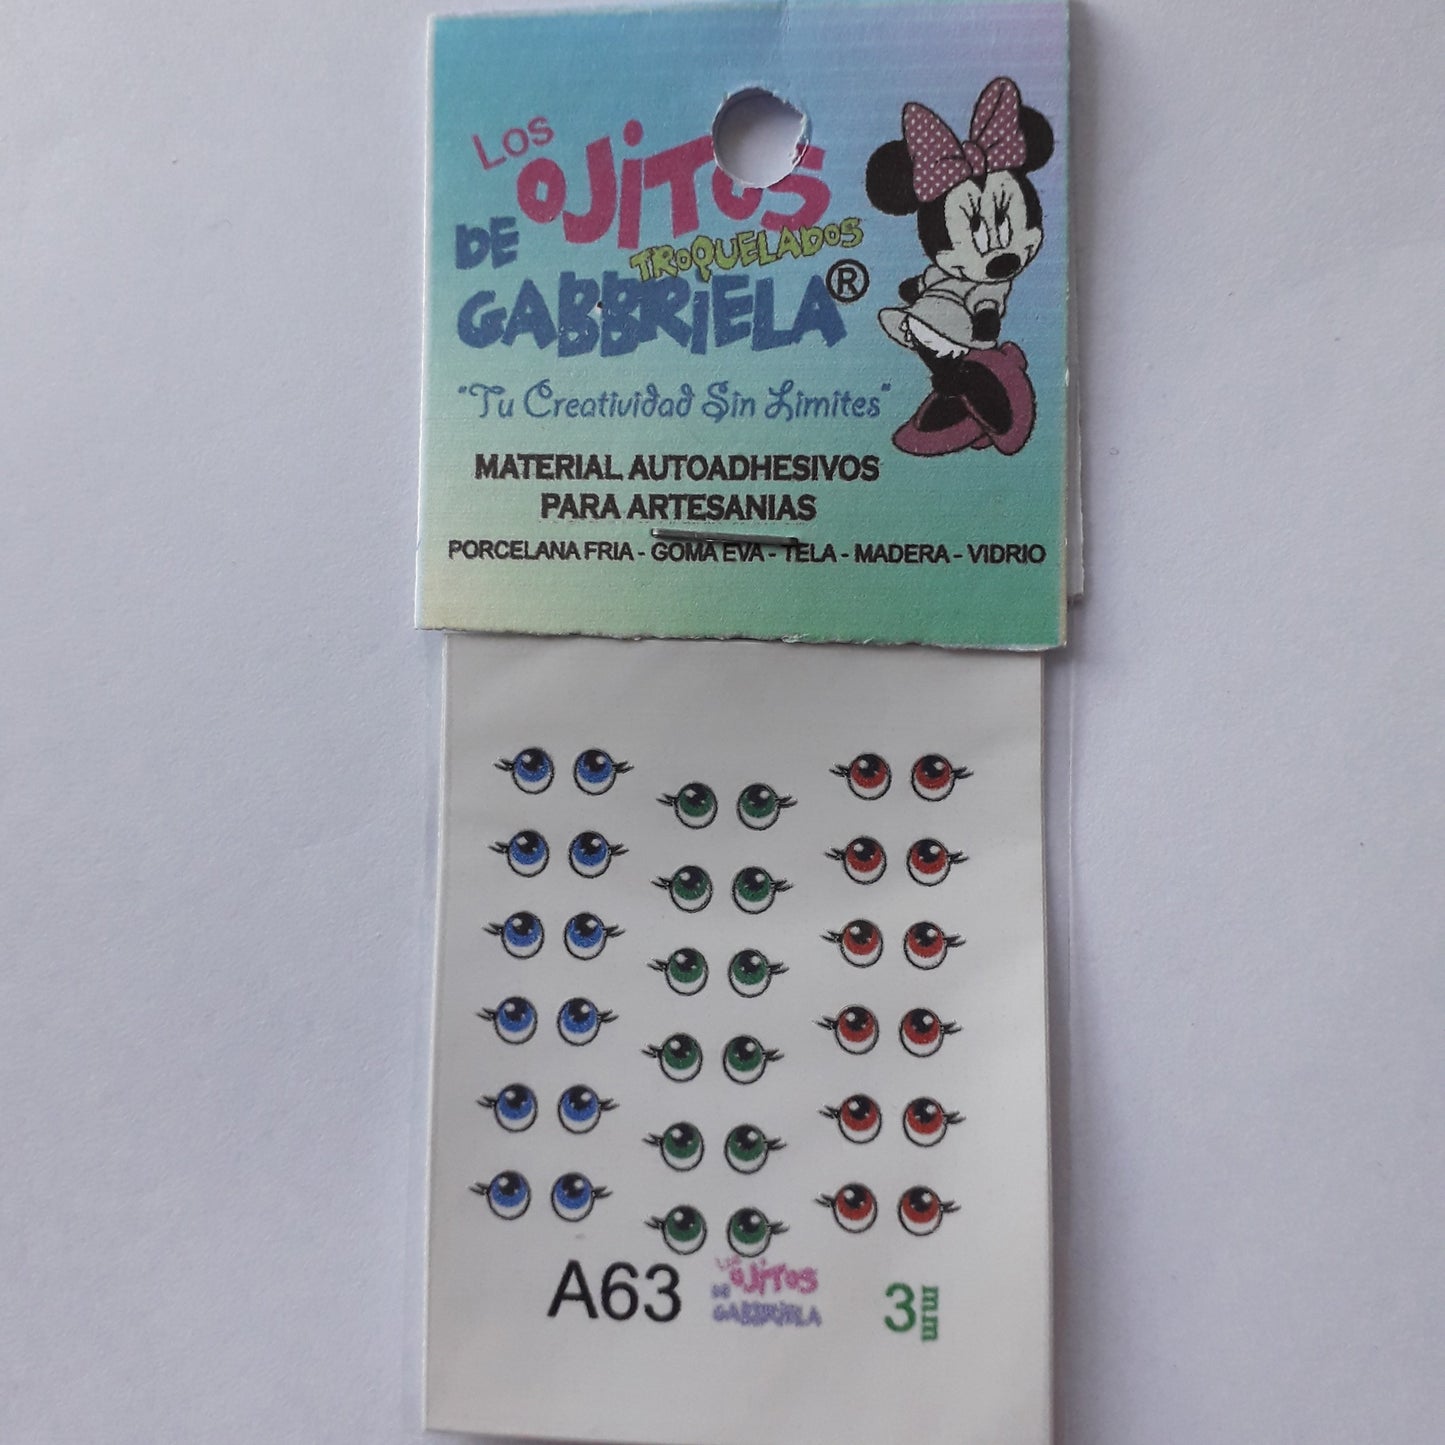 Los
OJITOS
TROQUELADOS
DE
GABBRIELA®
"Tu Creatividad Sin Limites"
MATERIAL AUTOADHESIVOS
PARA ARTESANIAS
PORCELANA FRIA - GOMA EVA - TELA - MADERA - VIDRIO
A63
LOS
OJITOS
DE
GABBRIELA
3mm